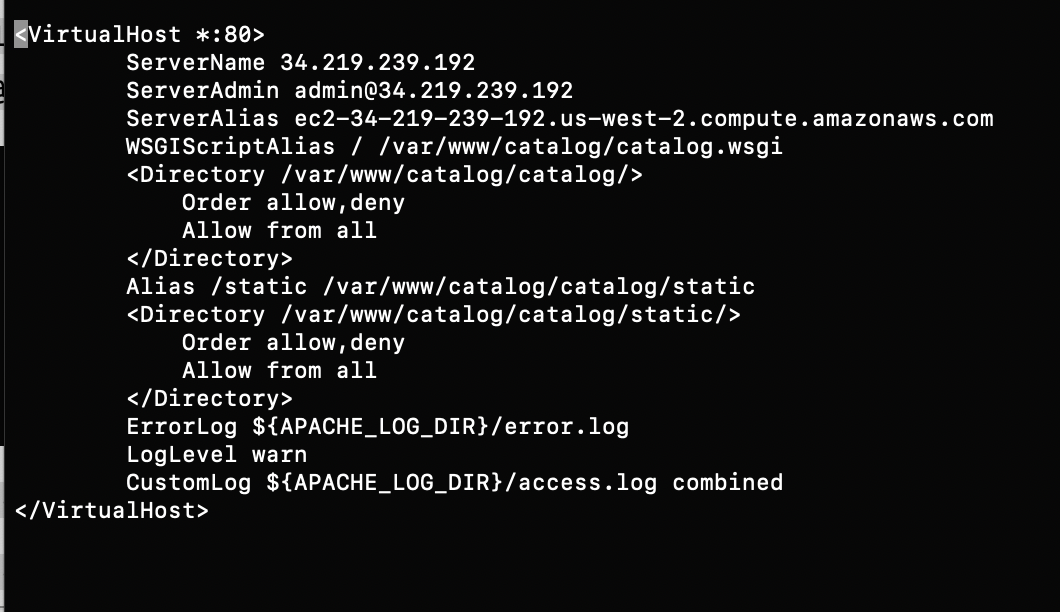 <VirtualHost *:80>
        ServerName 34.219.239.192
        ServerAdmin admin@34.219.239.192
        ServerAlias ec2-34-219-239-192.us-west-2.compute.amazonaws.com
        WSGIScriptAlias / /var/www/catalog/catalog.wsgi
        <Directory /var/www/catalog/catalog/>
            Order allow,deny
            Allow from all
        </Directory>
        Alias /static /var/www/catalog/catalog/static
        <Directory /var/www/catalog/catalog/static/>
            Order allow,deny
            Allow from all
        </Directory>
        ErrorLog ${APACHE_LOG_DIR}/error.log
        LogLevel warn
        CustomLog ${APACHE_LOG_DIR}/access.log combined
</VirtualHost>